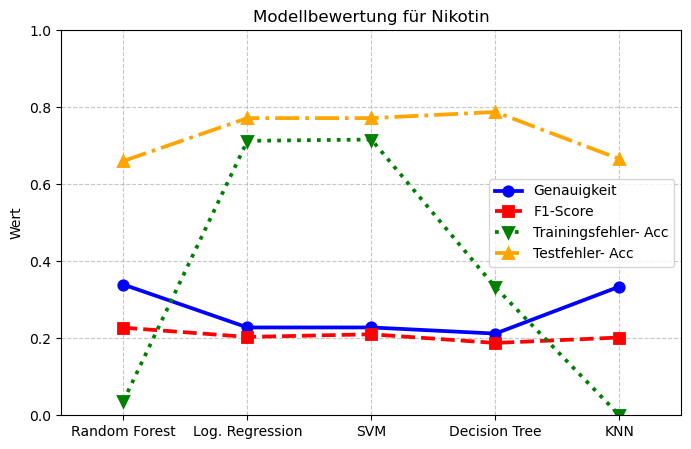 Modellbewertung für Nikotin
1.0
0.8
0.6
0.4
0.2
0.0
Wert
Genauigkeit
F1-Score
Trainingsfehler- Acc
Testfehler- Acc
Random Forest
Log. Regression
SVM
Decision Tree
KNN